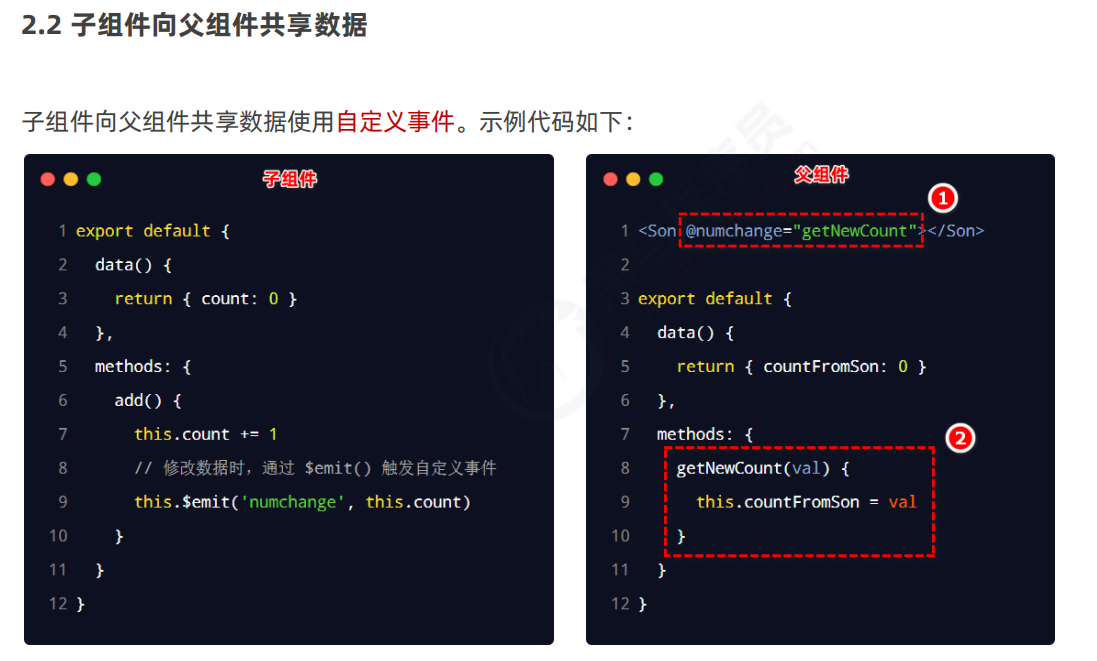 2.2 子组件向父组件共享数据
子组件向父组件共享数据使用自定义事件。示例代码如下：
子组件
1 export default {
2 data() {
3 return { count: 0 }
4 },
5 methods: {
6 add() {
7 this.count += 1
8 // 修改数据时，通过 $emit() 触发自定义事件
9 this.$emit('numchange', this.count)
10 }
11 }
12 }
父组件
1
1 <Son @numchange="getNewCount"></Son>
2
3 export default {
4 data() {
5 return { countFromSon: 0 }
6 },
7 methods: {
2
8 getNewCount(val) {
9 this.countFromSon = val
10 }
11 }
12 }